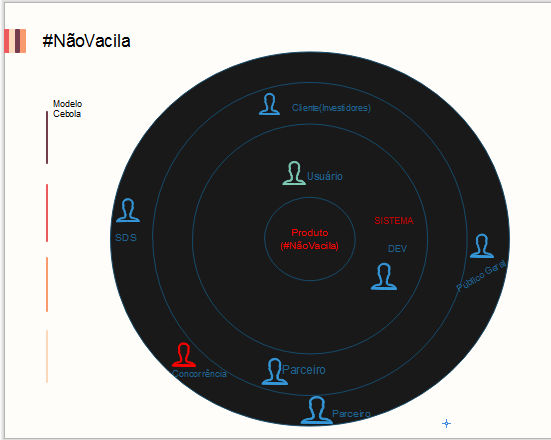 #NãoVacila
Modelo
Cebola
Cliente(Investidores)
Usuário
SISTEMA
Produto
(#NãoVacila)
SDS
DEV
Público Geral
Concorrência
Parceiro
Parceiro